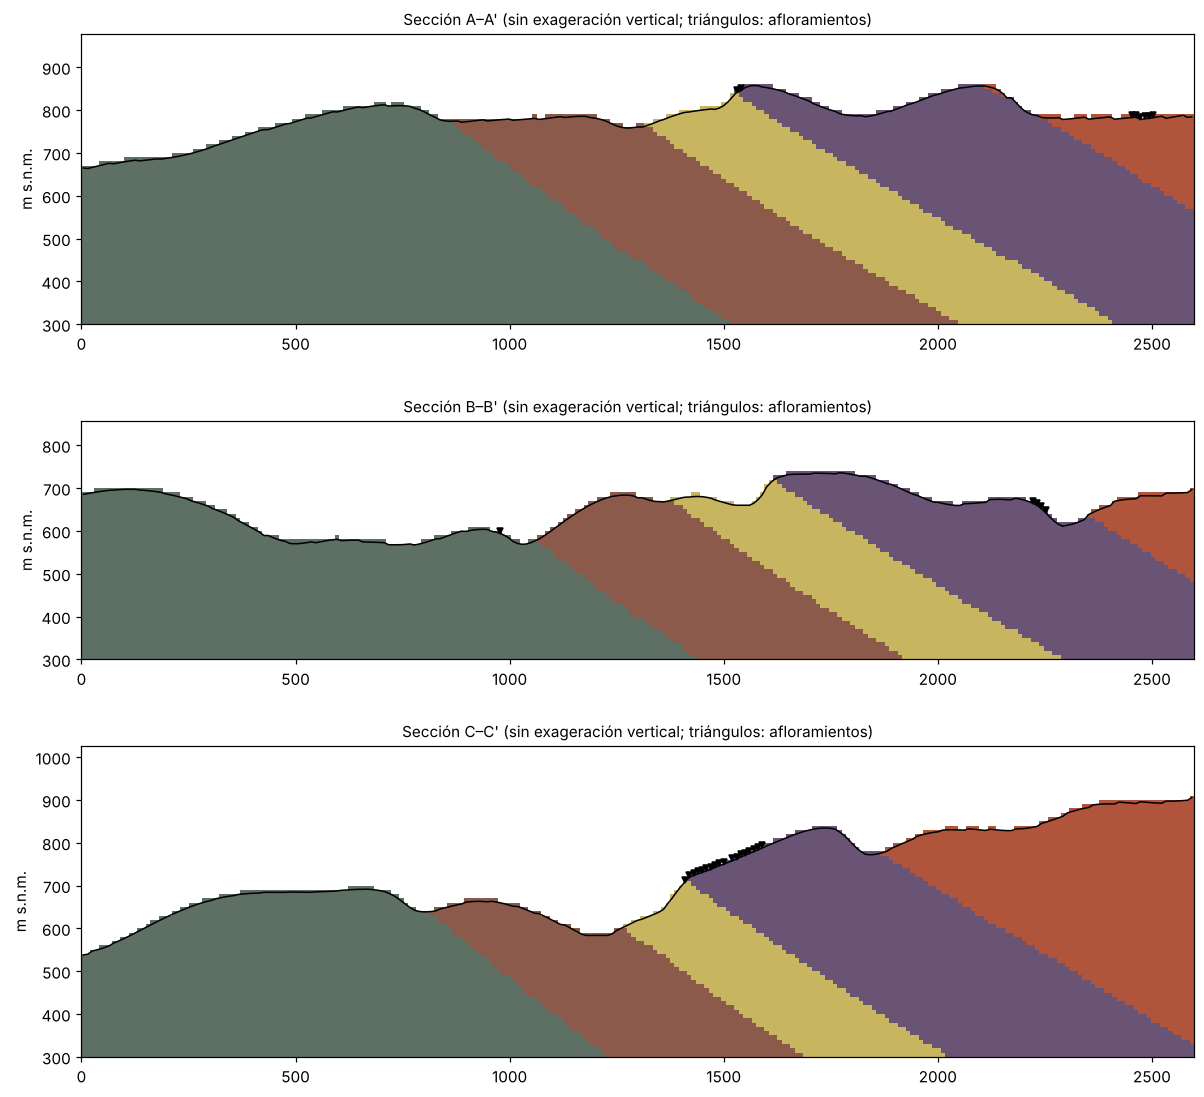 Sección A–A' (sin exageración vertical; triángulos: afloramientos)
900
800
700
600
500
400
300
m s.n.m.
0 500 1000 1500 2000 2500
Sección B–B' (sin exageración vertical; triángulos: afloramientos)
800
700
600
500
400
300
m s.n.m.
0 500 1000 1500 2000 2500
Sección C–C' (sin exageración vertical; triángulos: afloramientos)
1000
900
800
700
600
500
400
300
m s.n.m.
0 500 1000 1500 2000 2500